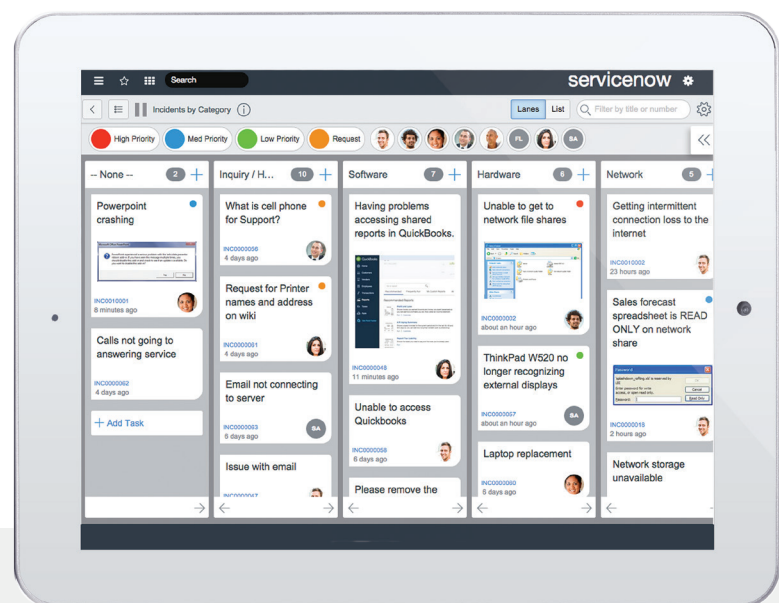 Search
servicenow
Incidents by Category
Lanes
List
Filter by title or number
High Priority
Med Priority
Low Priority
Request
FL
SA
-- None --
2
Powerpoint
crashing
INC0010001
8 minutes ago
Calls not going to
answering service
INC0000062
4 days ago
+ Add Task
Inquiry / H...
10
What is cell phone
for Support?
INC0000006
4 days ago
Request for Printer
names and address
on wiki
INC0000061
4 days ago
Email not connecting
to server
INC0000063
SA
6 days ago
Issue with email
INC0000047
Software
7
Having problems
accessing shared
reports in QuickBooks.
QuickBooks
INC0000048
11 minutes ago
Unable to access
Quickbooks
INC0000058
6 days ago
Please remove the
Hardware
6
Unable to get to
network file shares
INC0000002
about an hour ago
ThinkPad W520 no
longer recognizing
external displays
INC0000057
SA
about an hour ago
Laptop replacement
INC0000060
5 days ago
Network
5
Getting intermittent
connection loss to the
internet
INC0010002
23 hours ago
Sales forecast
spreadsheet is READ
ONLY on network
share
Cancel
Password:
Read Only
INC0000015
2 hours ago
Network storage
unavailable